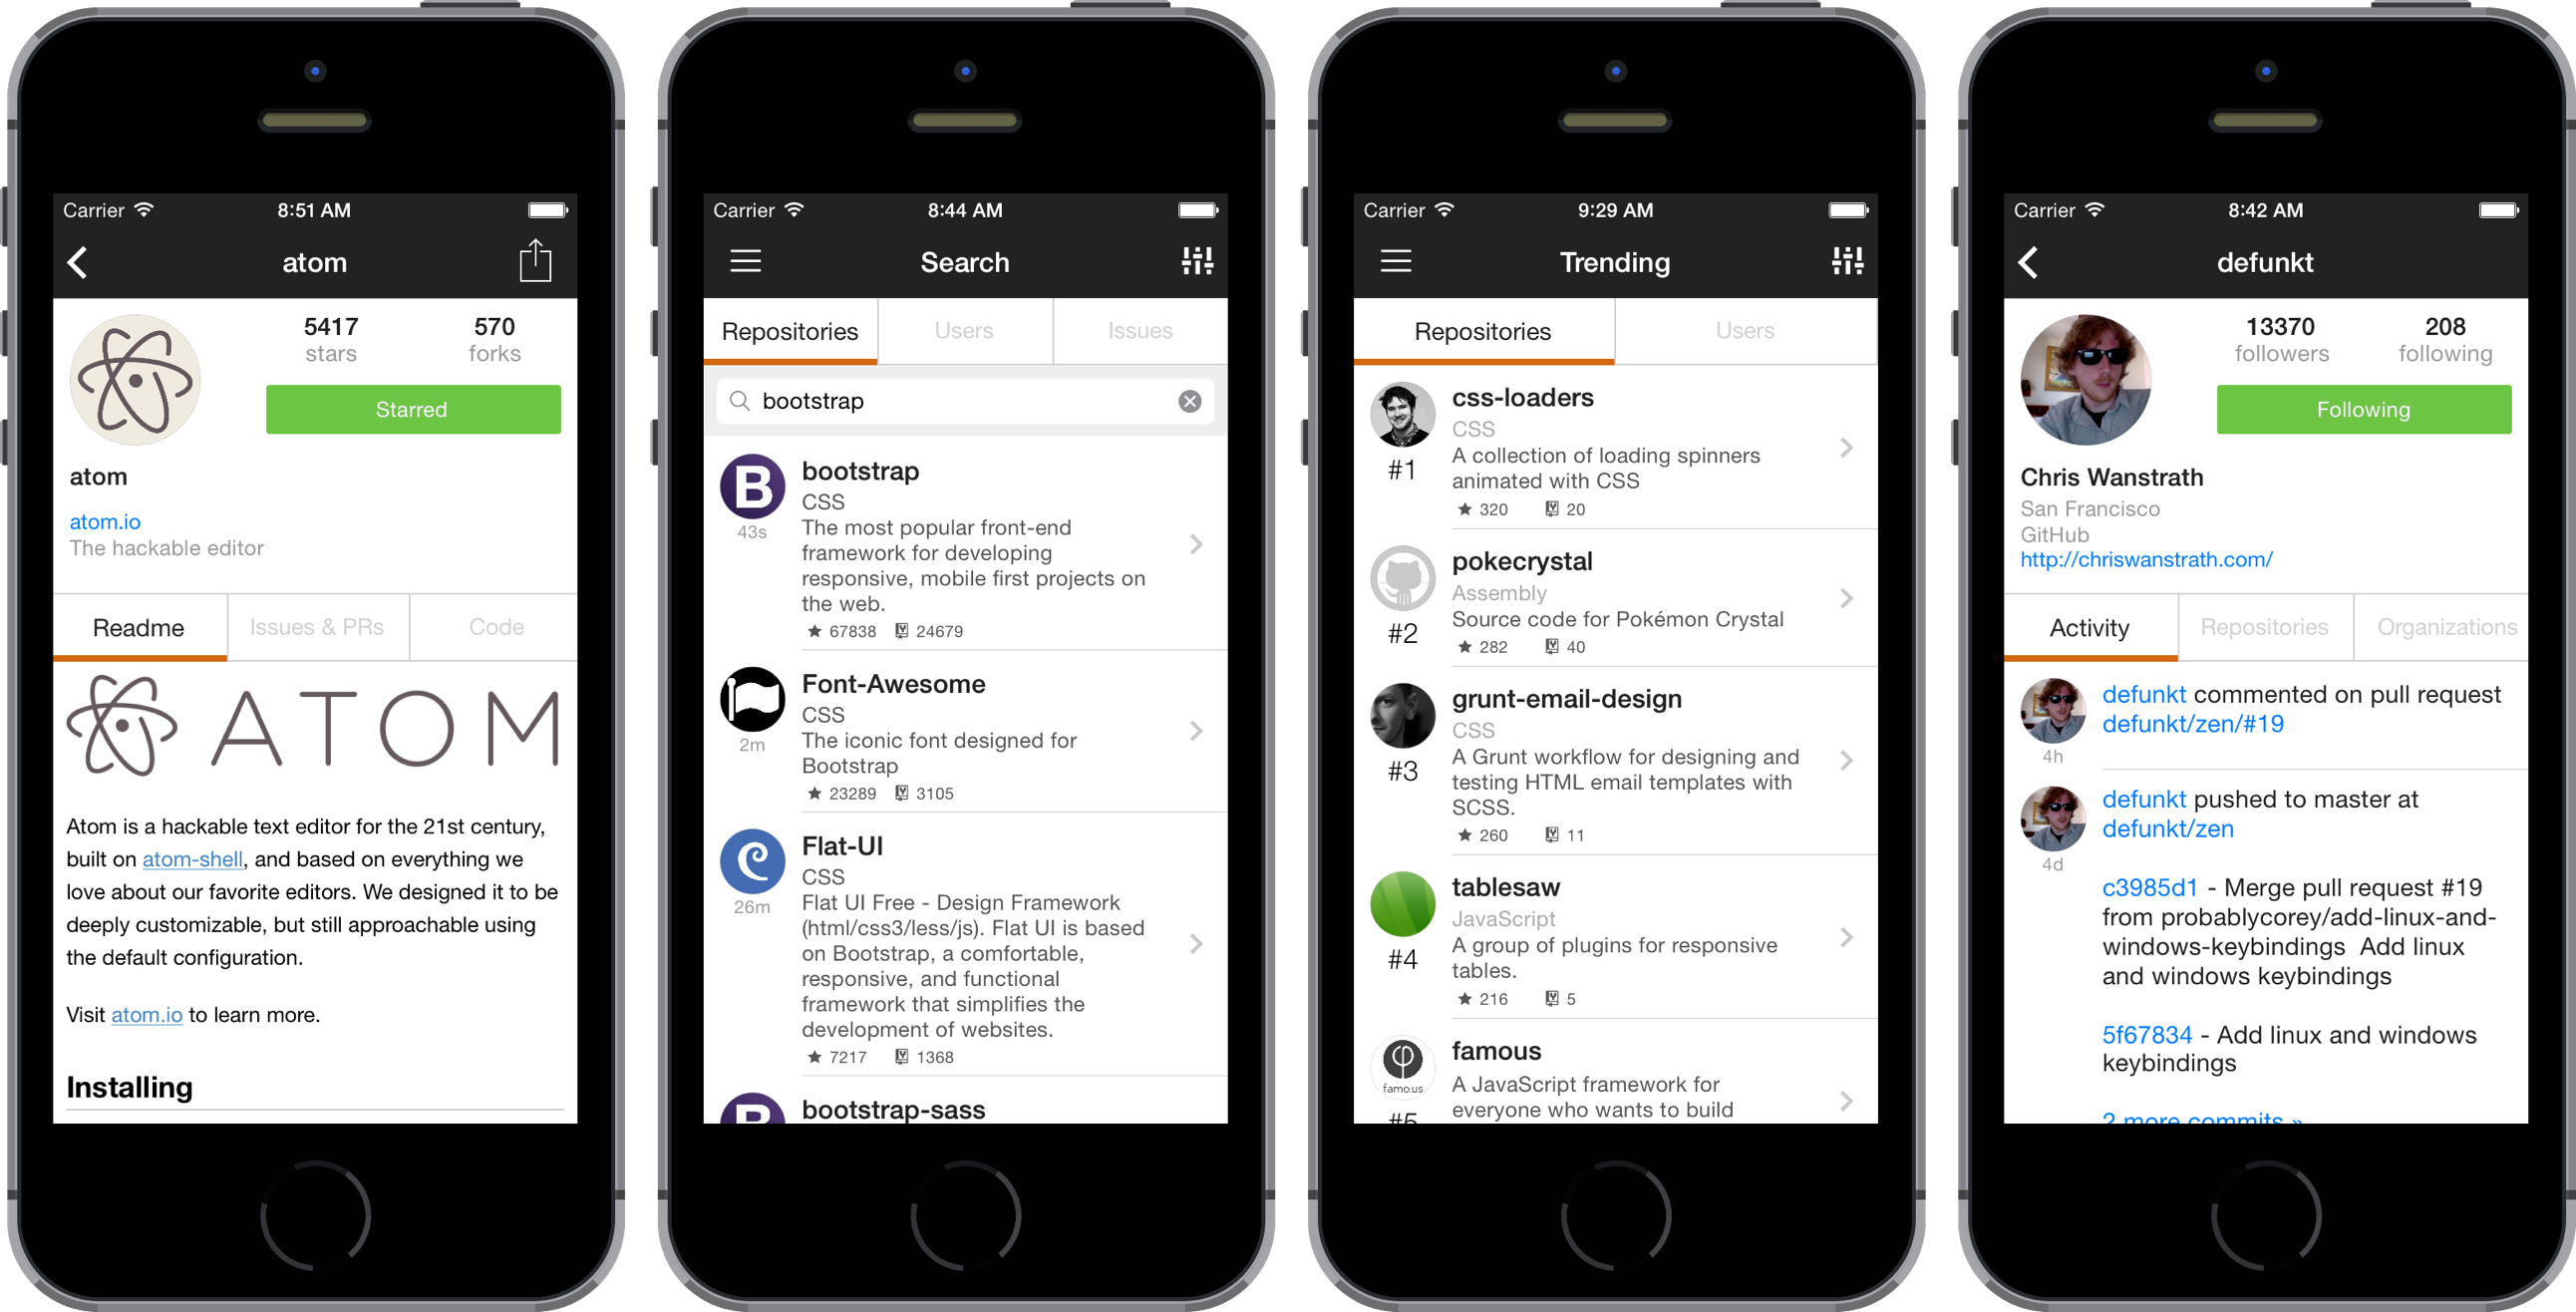 Carrier 8:51 AM
atom
5417 570
stars forks
Starred
atom
atom.io
The hackable editor
Readme Issues & PRs Code
ATOM
Atom is a hackable text editor for the 21st century,
built on atom-shell, and based on everything we
love about our favorite editors. We designed it to be
deeply customizable, but still approachable using
the default configuration.
Visit atom.io to learn more.
Installing
Carrier 8:44 AM
Search
Repositories Users Issues
bootstrap
B
bootstrap
43s
CSS
The most popular front-end
framework for developing
responsive, mobile first projects on
the web.
67838 24679
Font-Awesome
2m
CSS
The iconic font designed for
Bootstrap
23289 3105
Flat-UI
26m
CSS
Flat UI Free - Design Framework
(html/css3/less/js). Flat UI is based
on Bootstrap, a comfortable,
responsive, and functional
framework that simplifies the
development of websites.
7217 1368
B
bootstrap-sass
Carrier 9:29 AM
Trending
Repositories Users
css-loaders
#1
CSS
A collection of loading spinners
animated with CSS
320 20
pokecrystal
#2
Assembly
Source code for Pokémon Crystal
282 40
grunt-email-design
#3
CSS
A Grunt workflow for designing and
testing HTML email templates with
SCSS.
260 11
tablesaw
#4
JavaScript
A group of plugins for responsive
tables.
216 5
famous
famo.us
#5
A JavaScript framework for
everyone who wants to build
Carrier 8:42 AM
defunkt
13370 208
followers following
Following
Chris Wanstrath
San Francisco
GitHub
http://chriswanstrath.com/
Activity Repositories Organizations
defunkt commented on pull request
defunkt/zen/#19
4h
defunkt pushed to master at
defunkt/zen
4d
c3985d1 - Merge pull request #19
from probablycorey/add-linux-and-
windows-keybindings  Add linux
and windows keybindings
5f67834 - Add linux and windows
keybindings
2 more commits »